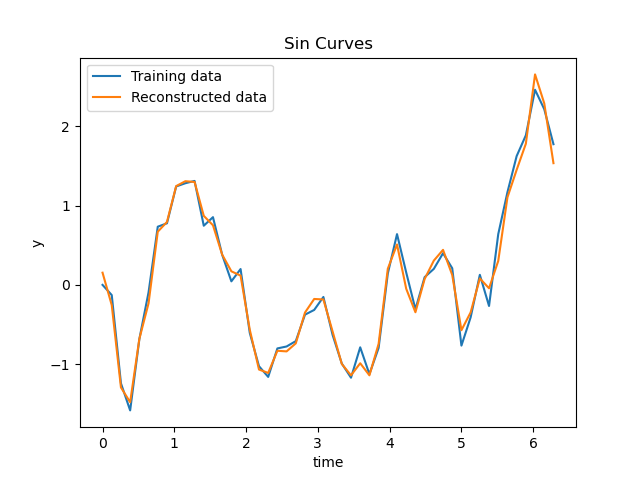 Sin Curves
Training data
Reconstructed data
y
2
1
0
−1
0 1 2 3 4 5 6
time